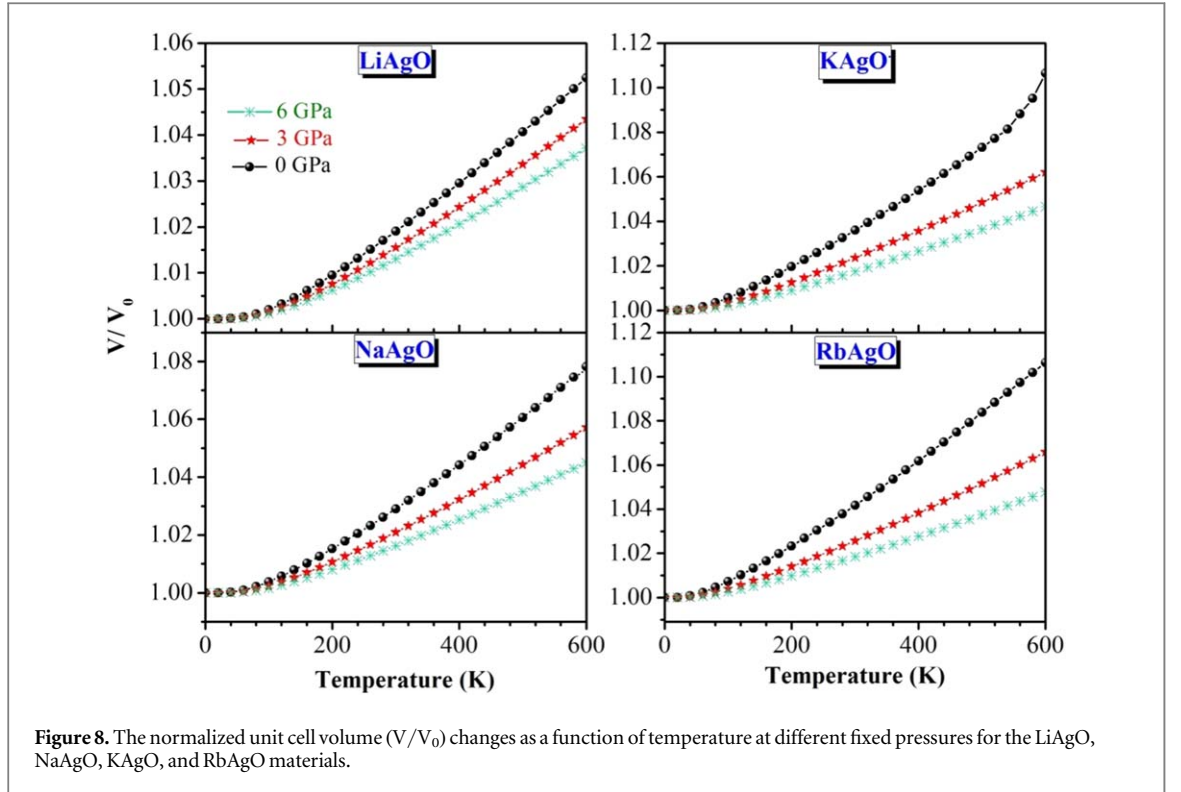 LiAgO
KAgO
1.06
1.05
1.04
1.03
1.02
1.01
1.00
6 GPa
3 GPa
0 GPa
1.12
1.10
1.08
1.06
1.04
1.02
1.00
V/ V0
NaAgO
RbAgO
1.08
1.06
1.04
1.02
1.00
1.12
1.10
1.08
1.06
1.04
1.02
1.00
0 200 400 600
0 200 400 600
Temperature (K)
Temperature (K)
Figure 8. The normalized unit cell volume (V/V0) changes as a function of temperature at different fixed pressures for the LiAgO,
NaAgO, KAgO, and RbAgO materials.